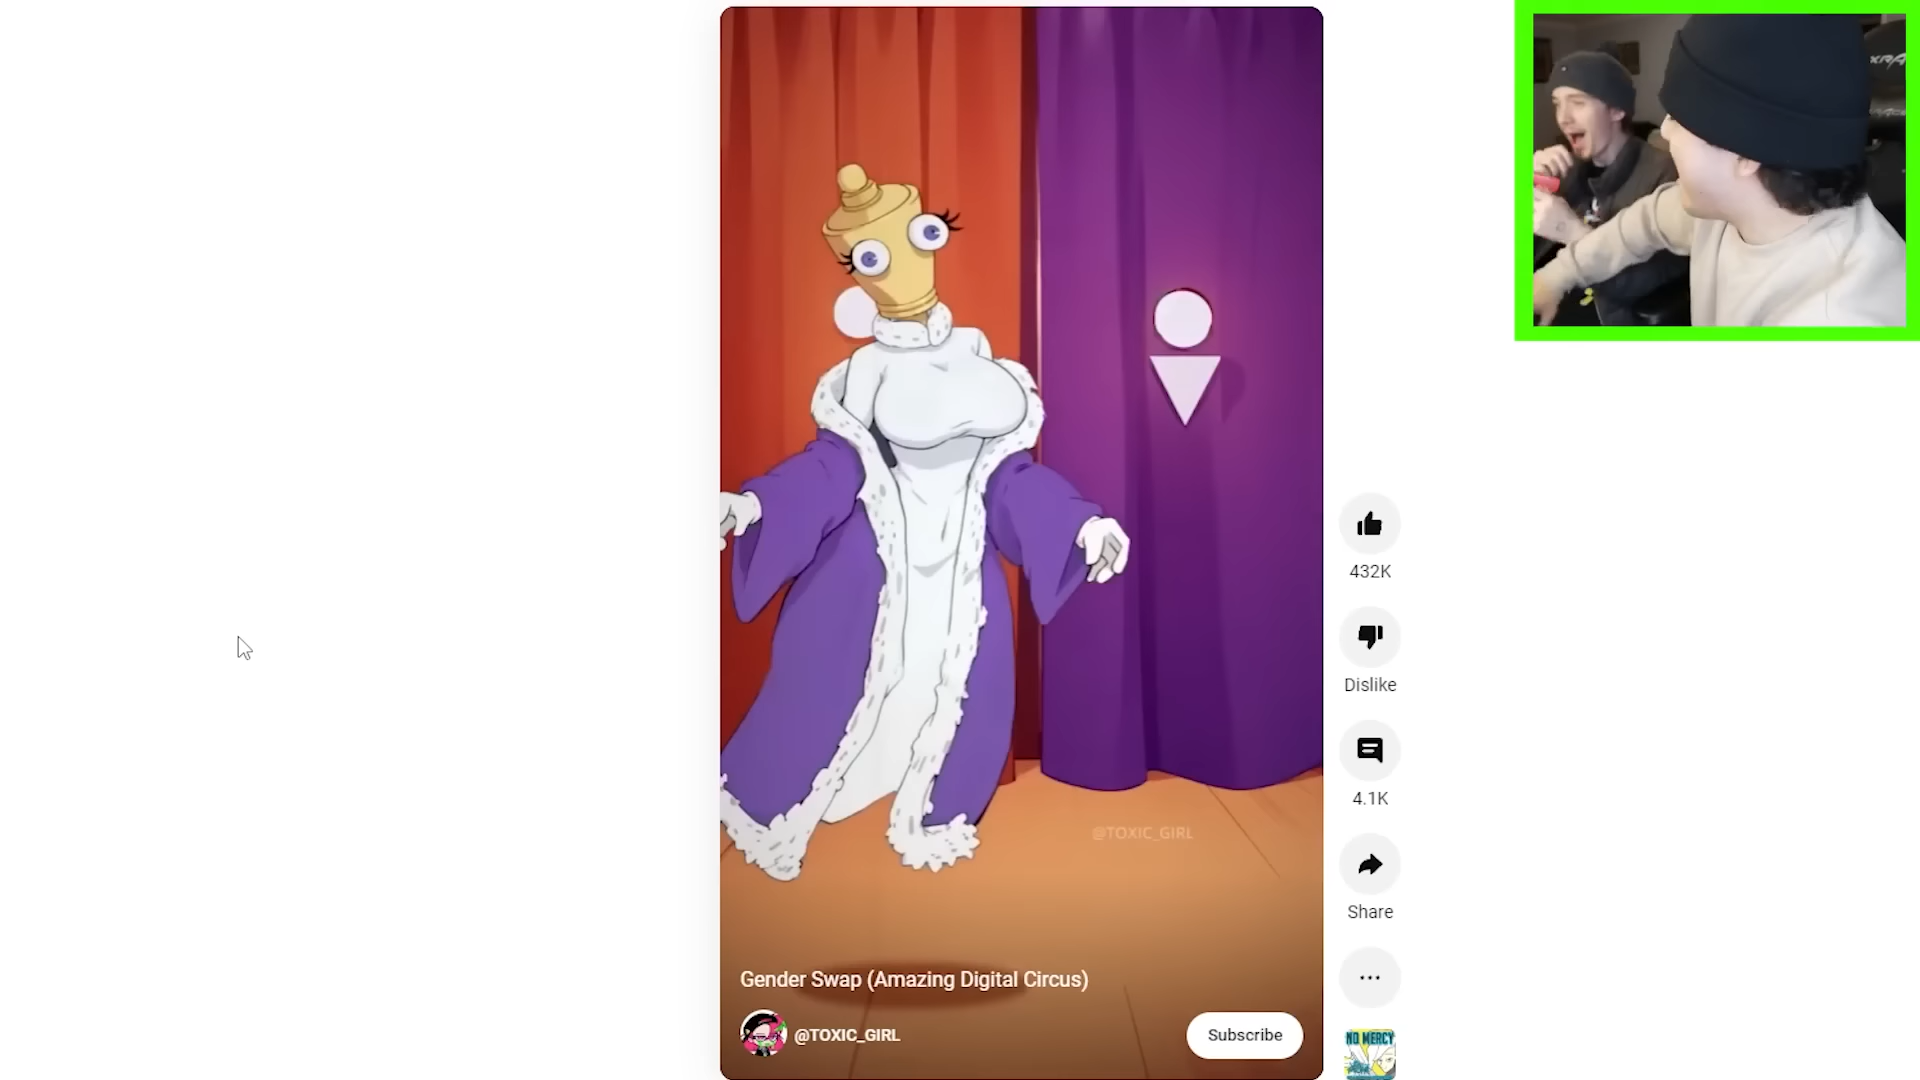 432K
Dislike
4.1K
@TOXIC_GIRL
Share
Gender Swap (Amazing Digital Circus)
@TOXIC_GIRL
Subscribe
NO MERCY